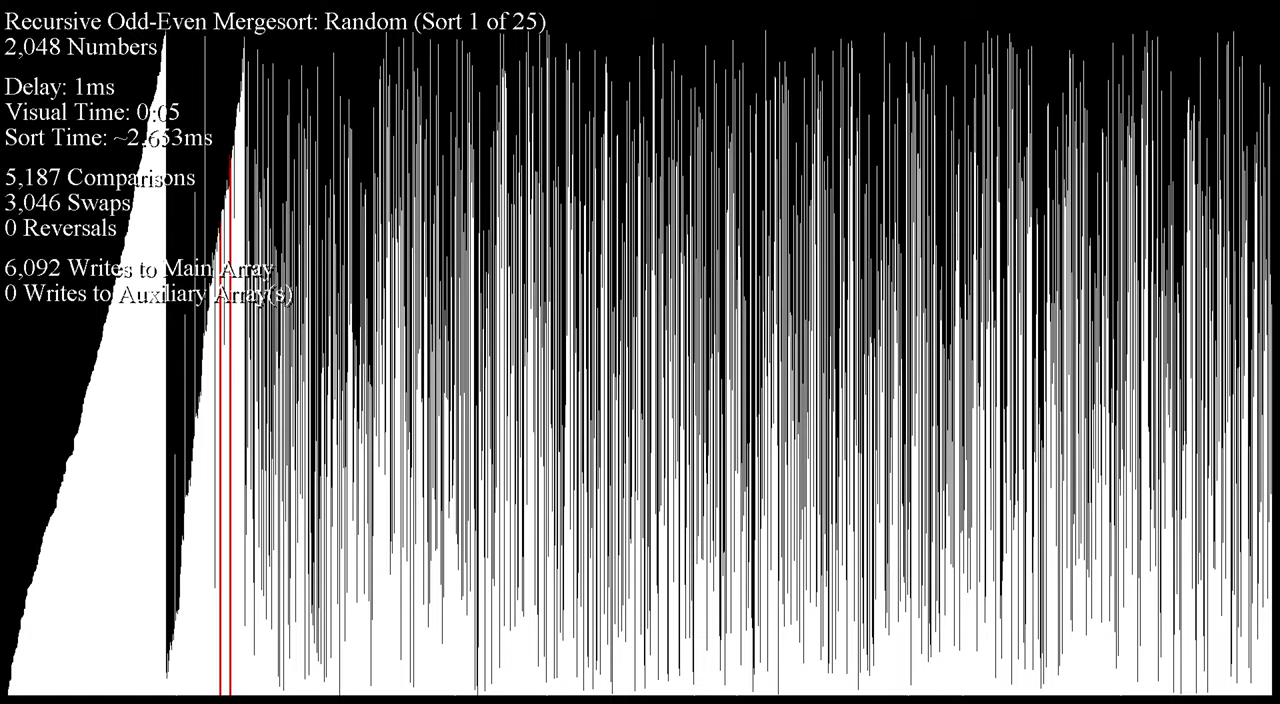 Recursive Odd-Even Mergesort: Random (Sort 1 of 25)
2,048 Numbers
Delay: 1ms
Visual Time: 0:05
Sort Time: ~2.653ms
5,187 Comparisons
3,046 Swaps
0 Reversals
6,092 Writes to Main Array
0 Writes to Auxiliary Array(s)